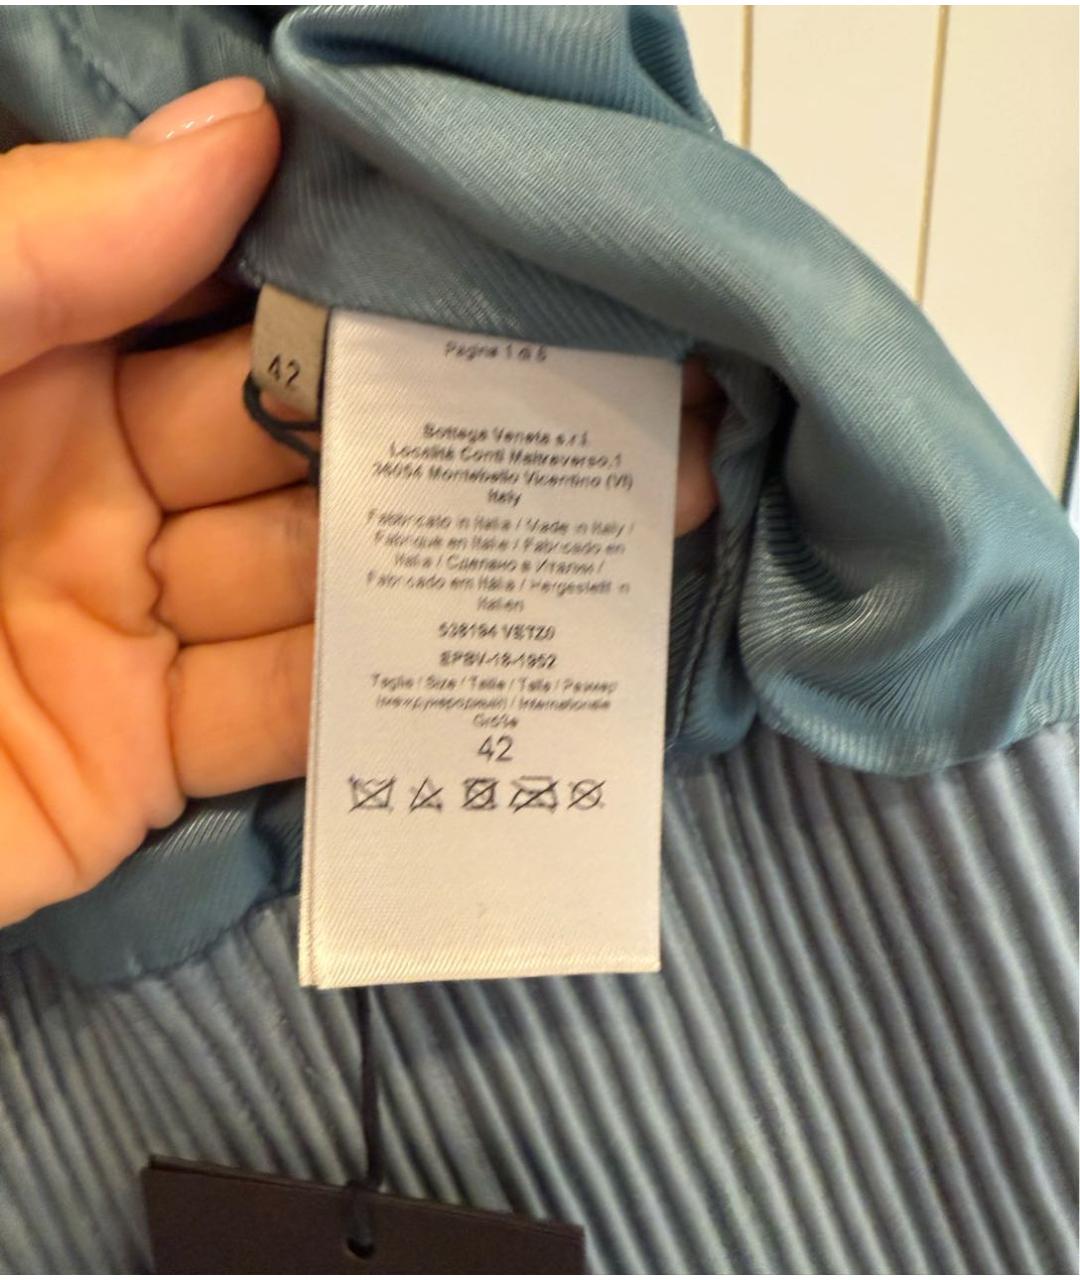 42
Pagina 1 di 6
Bottega Veneta s.r.l.
Località Conti Maltraverso,1
36054 Montebello Vicentino (VI)
Italy
Fabbricato in Italia / Made in Italy /
Fabriqué en Italie / Fabricado en
Italia / Сделано в Италии /
Fabricado em Itália / Hergestellt in
Italien
538194 VETZ0
EPBV-18-1952
Taglia / Size / Taille / Talla / Размер
(международный) / Internationale
Größe
42